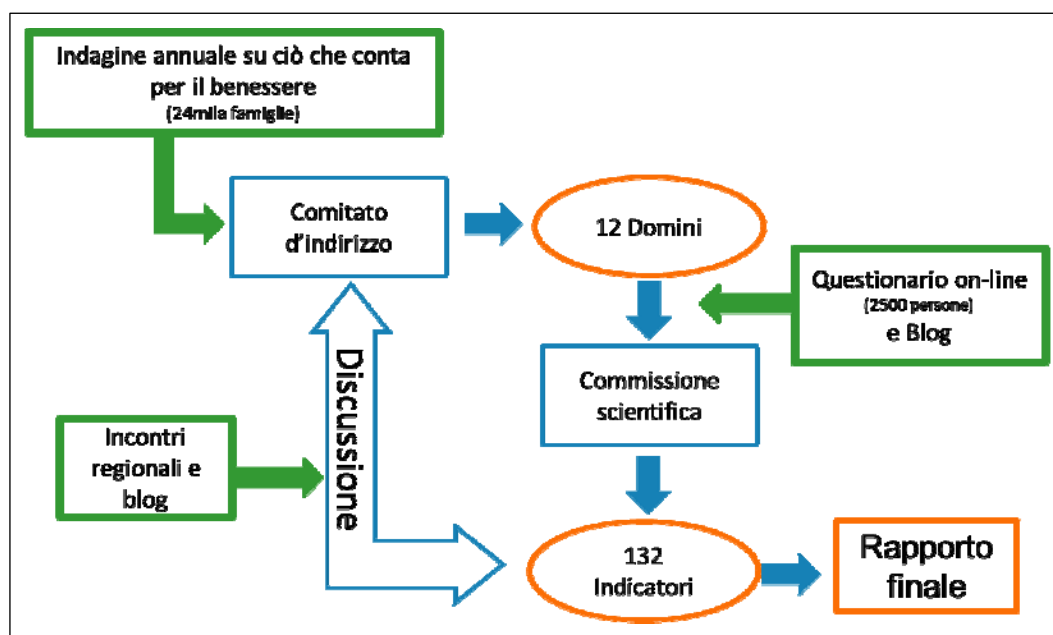 Indagine annuale su ciò che conta
per il benessere
(24mila famiglie)
Comitato
d'indirizzo
12 Domini
Questionario on-line
(2500 persone)
e Blog
Commissione
scientifica
Discussione
Incontri
regionali e
blog
132
Indicatori
Rapporto
finale